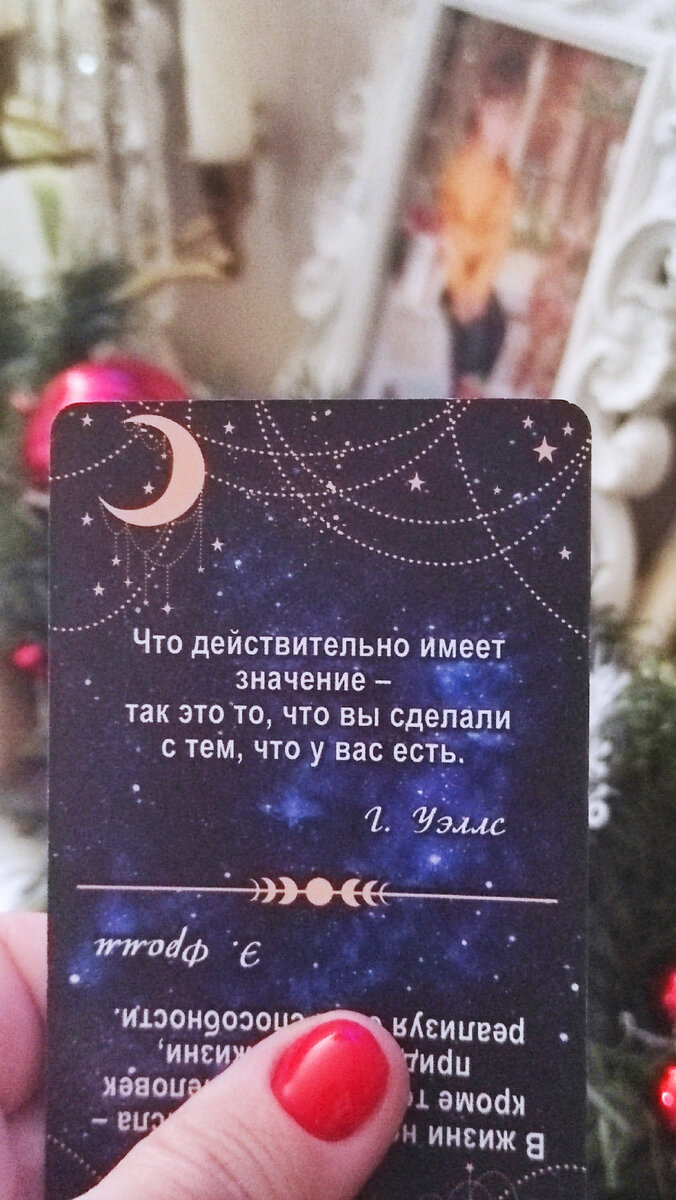 Что действительно имеет
значение –
так это то, что вы сделали
с тем, что у вас есть.
Г. Уэллс
В жизни –
кроме
жизни,
реализуя способности.
Э. Фромм